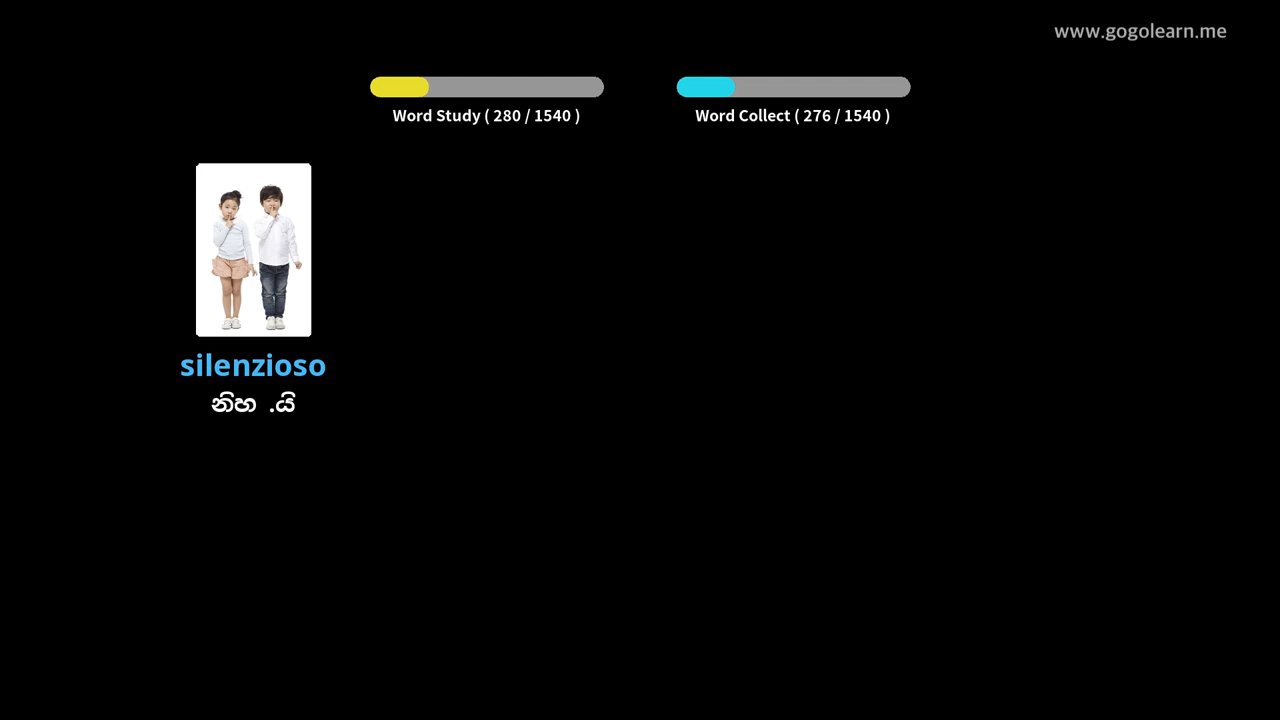 www.gogolearn.me
Word Study ( 280 / 1540 )
Word Collect ( 276 / 1540 )
silenzioso
නිහ .යි